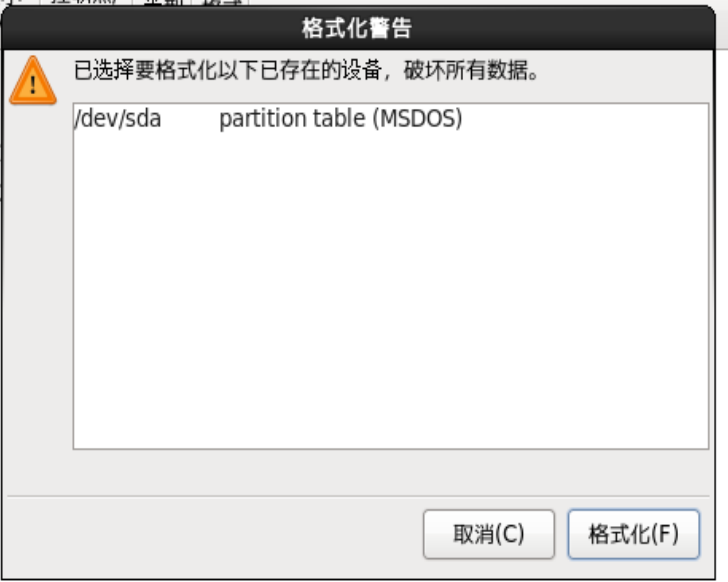 格式化警告
已选择要格式化以下已存在的设备，破坏所有数据。
/dev/sda partition table (MSDOS)
取消(C) 格式化(F)